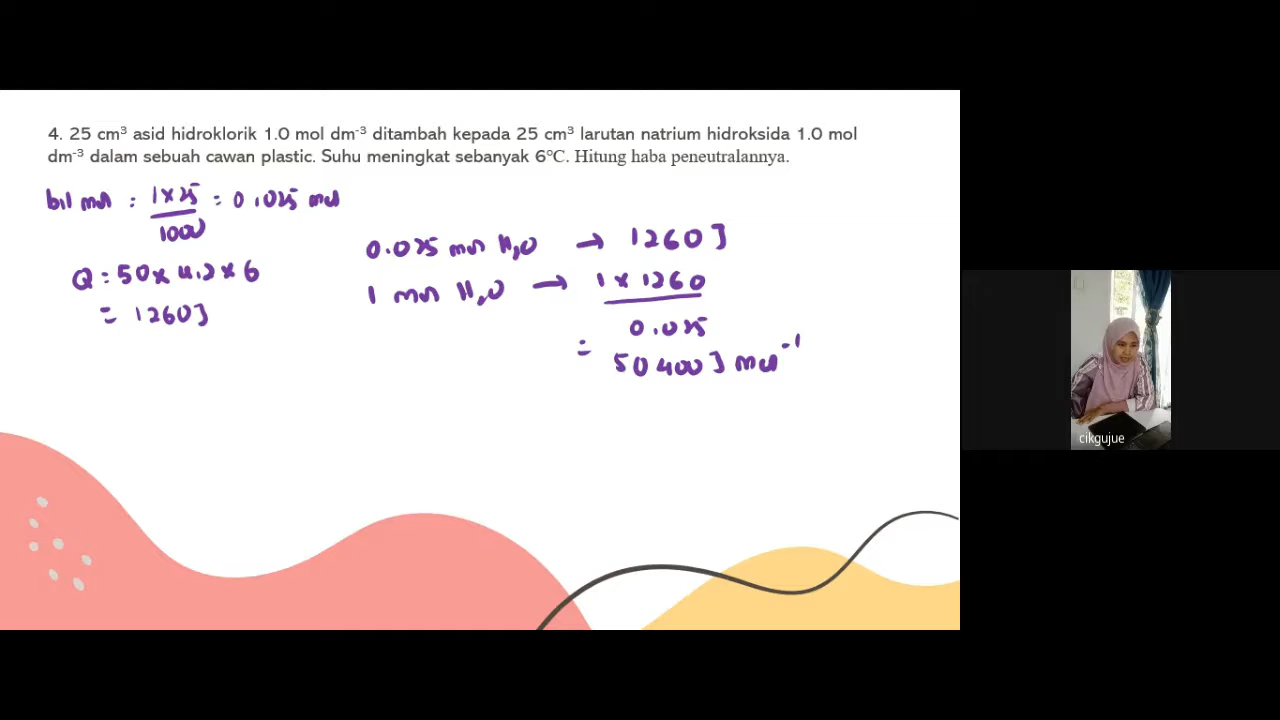 4. 25 cm³ asid hidroklorik 1.0 mol dm⁻³ ditambah kepada 25 cm³ larutan natrium hidroksida 1.0 mol
dm⁻³ dalam sebuah cawan plastic. Suhu meningkat sebanyak 6°C. Hitung haba peneutralannya.
bil mol : 1 x 25 / 1000 = 0.025 mol
Q = 50 x 4.2 x 6
= 1260 J
0.025 mol H₂O → 1260 J
1 mol H₂O → 1 x 1260
0.025
= 50400 J mol⁻¹
cikgujue